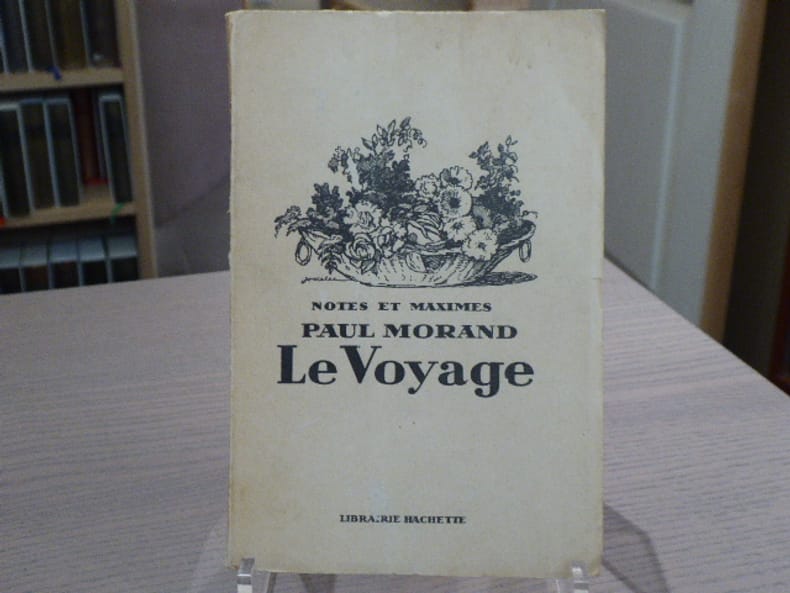 NOTES ET MAXIMES
PAUL MORAND
Le Voyage
LIBRAIRIE HACHETTE